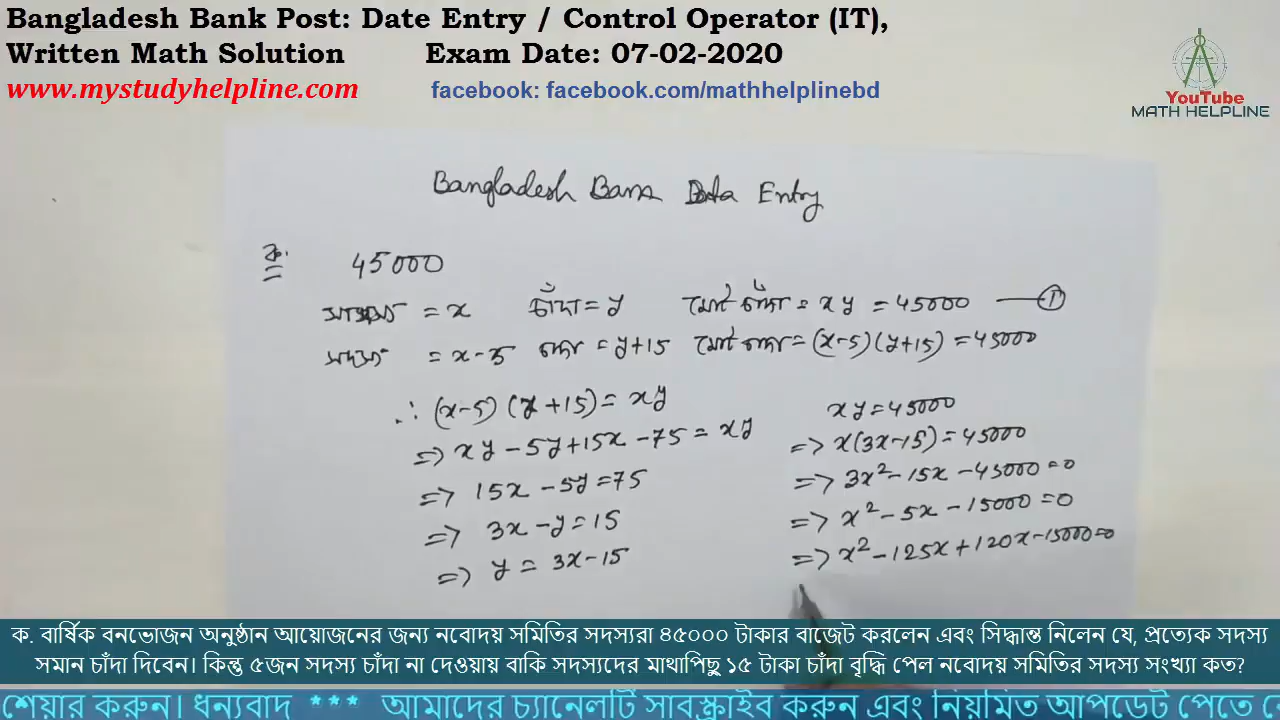 Bangladesh Bank Post: Date Entry / Control Operator (IT),
Written Math Solution Exam Date: 07-02-2020
www.mystudyhelpline.com facebook: facebook.com/mathhelplinebd
YouTube
MATH HELPLINE
Bangladesh Bank Data Entry
ক.
45000
= x চাঁদা = y মোট চাঁদা = xy = 45000 —— ①
সদস্য = x-5 চাঁদা = y+15 মোট চাঁদা = (x-5)(y+15) = 45000
∴ (x-5)(y+15) = xy
=> xy - 5y + 15x - 75 = xy
=> 15x - 5y = 75
=> 3x - y = 15
=> y = 3x - 15
xy = 45000
=> x(3x-15) = 45000
=> 3x² - 15x - 45000 = 0
=> x² - 5x - 15000 = 0
=> x² - 125x + 120x - 15000 = 0
ক. বার্ষিক বনভোজন অনুষ্ঠান আয়োজনের জন্য নবোদয় সমিতির সদস্যরা ৪৫০০০ টাকার বাজেট করলেন এবং সিদ্ধান্ত নিলেন যে, প্রত্যেক সদস্য
সমান চাঁদা দিবেন। কিন্তু ৫জন সদস্য চাঁদা না দেওয়ায় বাকি সদস্যদের মাথাপিছু ১৫ টাকা চাঁদা বৃদ্ধি পেল নবোদয় সমিতির সদস্য সংখ্যা কত?
শেয়ার করুন। ধন্যবাদ *** আমাদের চ্যানেলটি সাবস্ক্রাইব করুন এবং নিয়মিত আপডেট পেতে